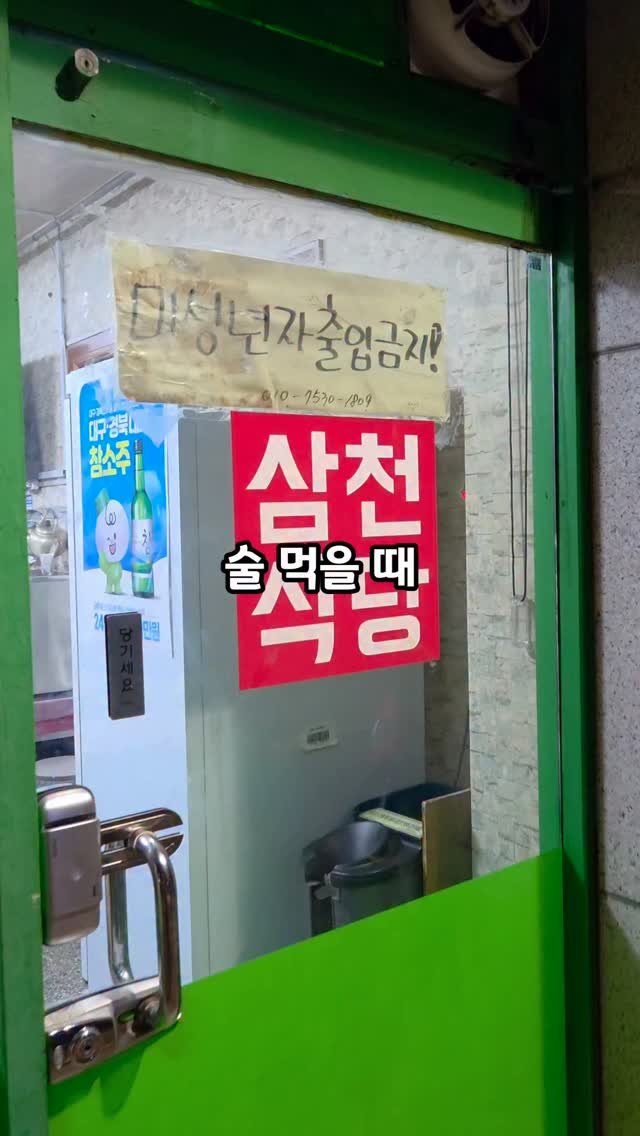 미성년자출입금지!
010-7530-1809
대구·경북
참소주
삼천
술 먹을 때
식당
당기세요